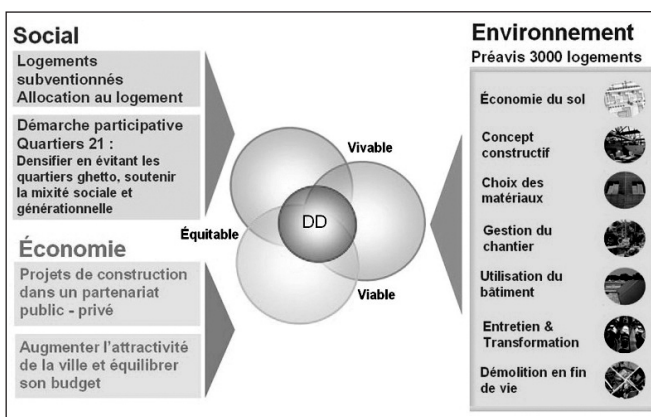 Social
Logements
subventionnés
Allocation au logement
Démarche participative
Quartiers 21 :
Densifier en évitant les
quartiers ghetto, soutenir
la mixité sociale et
générationnelle
Économie
Projets de construction
dans un partenariat
public - privé
Augmenter l'attractivité
de la ville et équilibrer
son budget
Vivable
DD
Équitable
Viable
Environnement
Préavis 3000 logements
Économie du sol
Concept
constructif
Choix des
matériaux
Gestion du
chantier
Utilisation du
bâtiment
Entretien &
Transformation
Démolition en fin
de vie